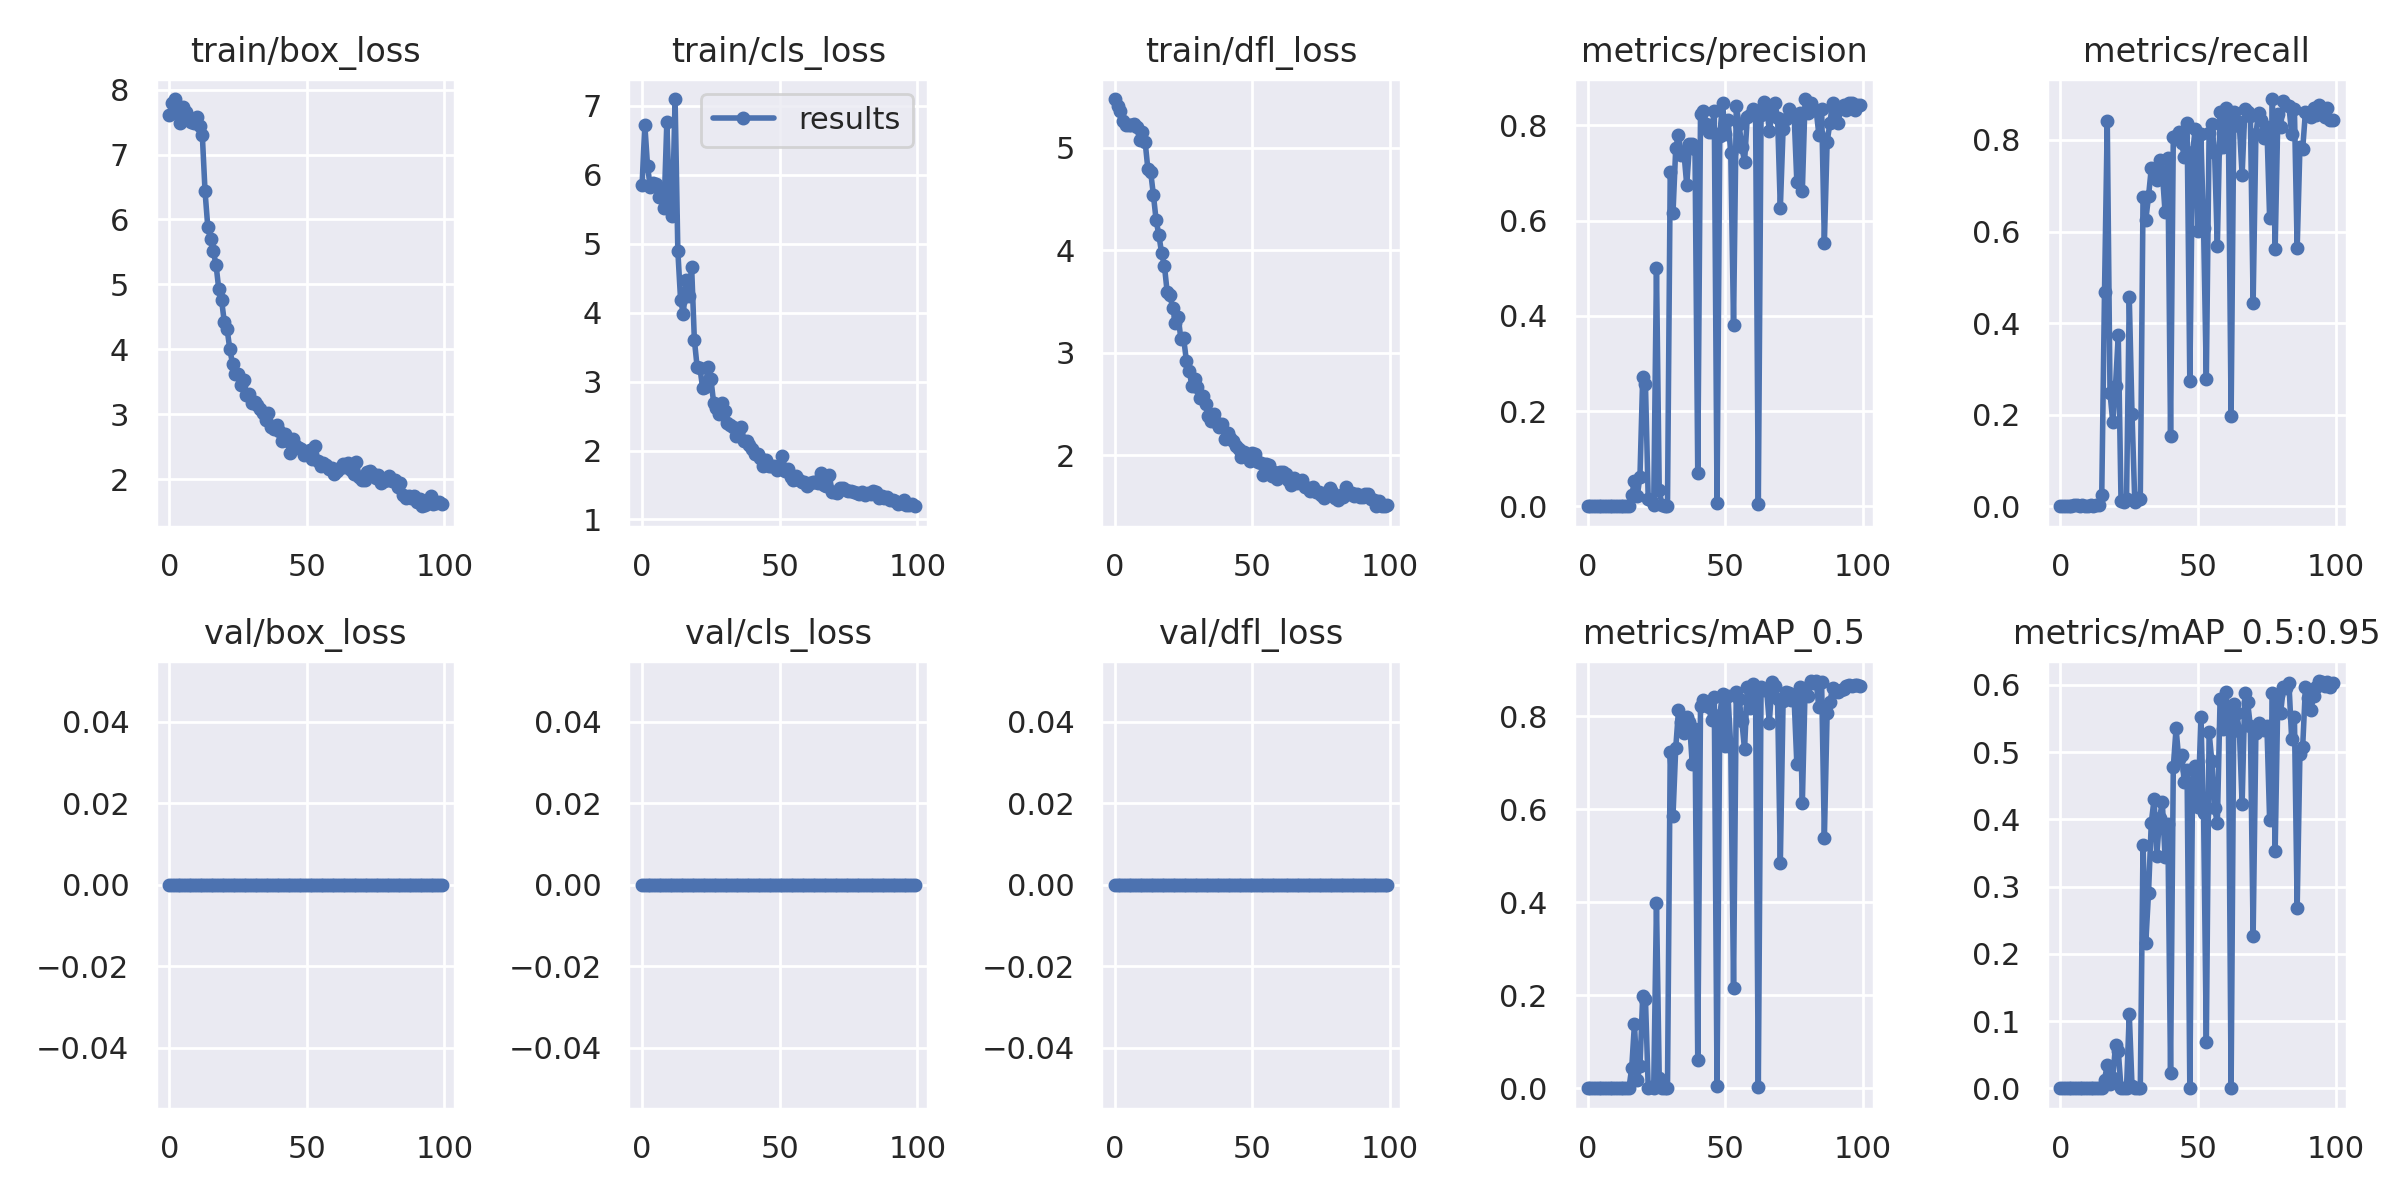 train/box_loss
8
7
6
5
4
3
2
0 50 100
train/cls_loss
results
7
6
5
4
3
2
1
0 50 100
train/dfl_loss
5
4
3
2
0 50 100
metrics/precision
0.8
0.6
0.4
0.2
0.0
0 50 100
metrics/recall
0.8
0.6
0.4
0.2
0.0
0 50 100
val/box_loss
0.04
0.02
0.00
−0.02
−0.04
0 50 100
val/cls_loss
0.04
0.02
0.00
−0.02
−0.04
0 50 100
val/dfl_loss
0.04
0.02
0.00
−0.02
−0.04
0 50 100
metrics/mAP_0.5
0.8
0.6
0.4
0.2
0.0
0 50 100
metrics/mAP_0.5:0.95
0.6
0.5
0.4
0.3
0.2
0.1
0.0
0 50 100